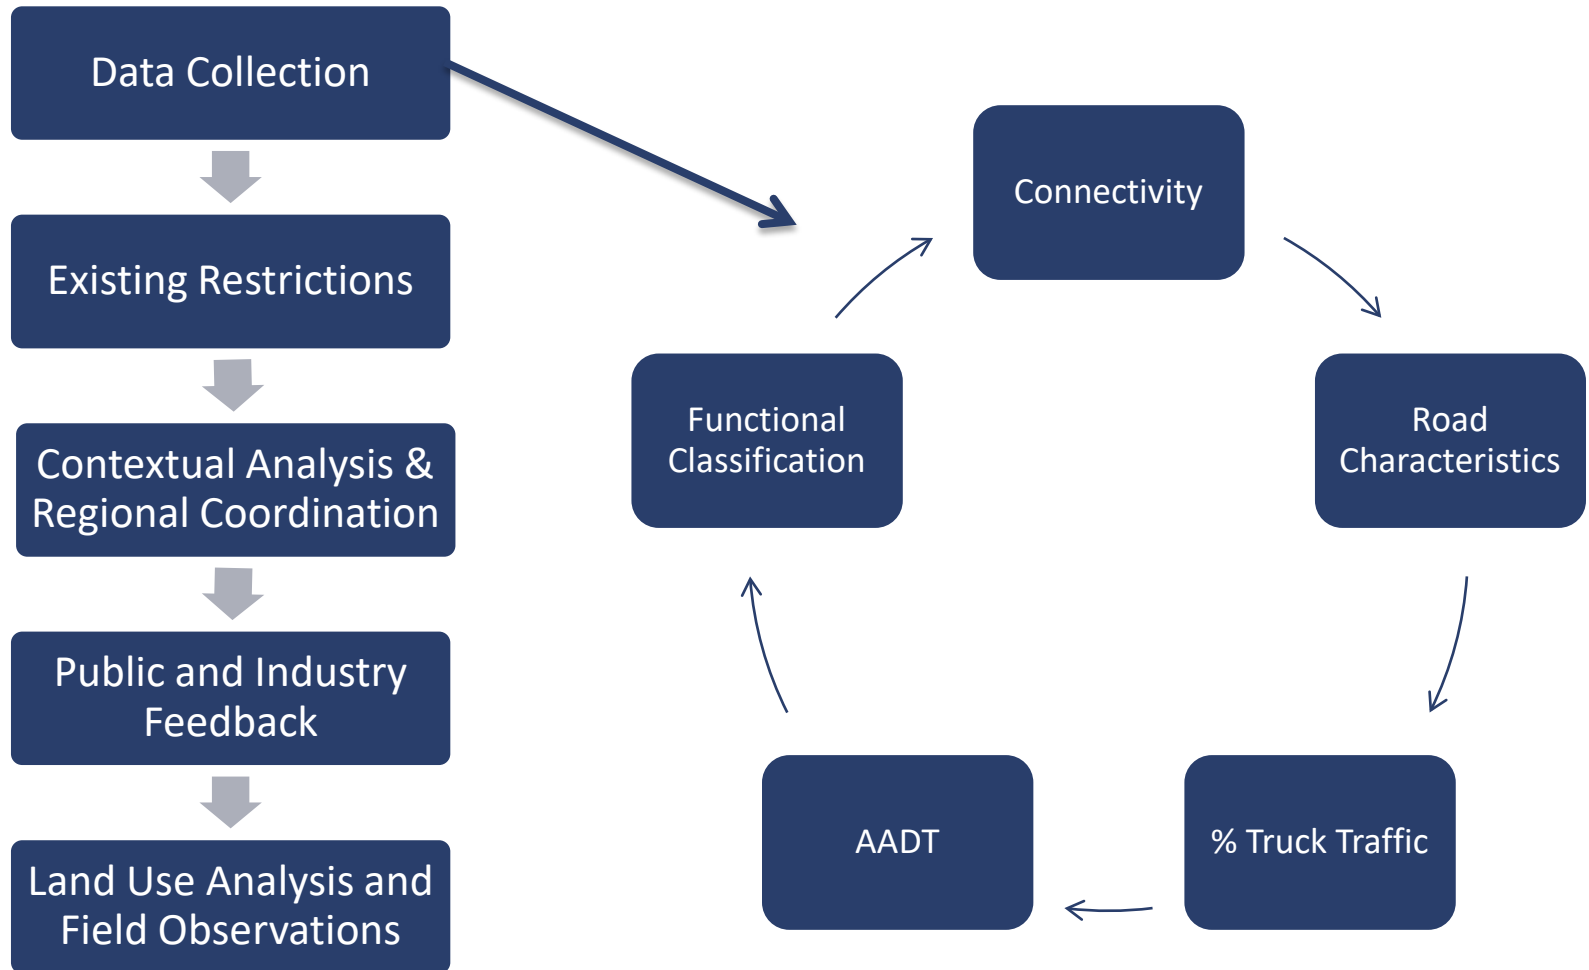 Data Collection
Existing Restrictions
Contextual Analysis &
Regional Coordination
Public and Industry
Feedback
Land Use Analysis and
Field Observations
Connectivity
Road
Characteristics
% Truck Traffic
AADT
Functional
Classification